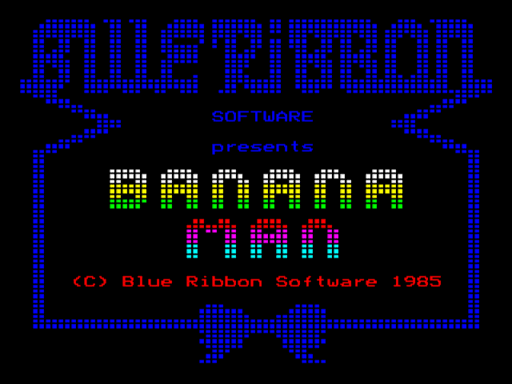 BLUE RiBBON
SOFTWARE
presents
BANANA
MAN
(C) Blue Ribbon Software 1985